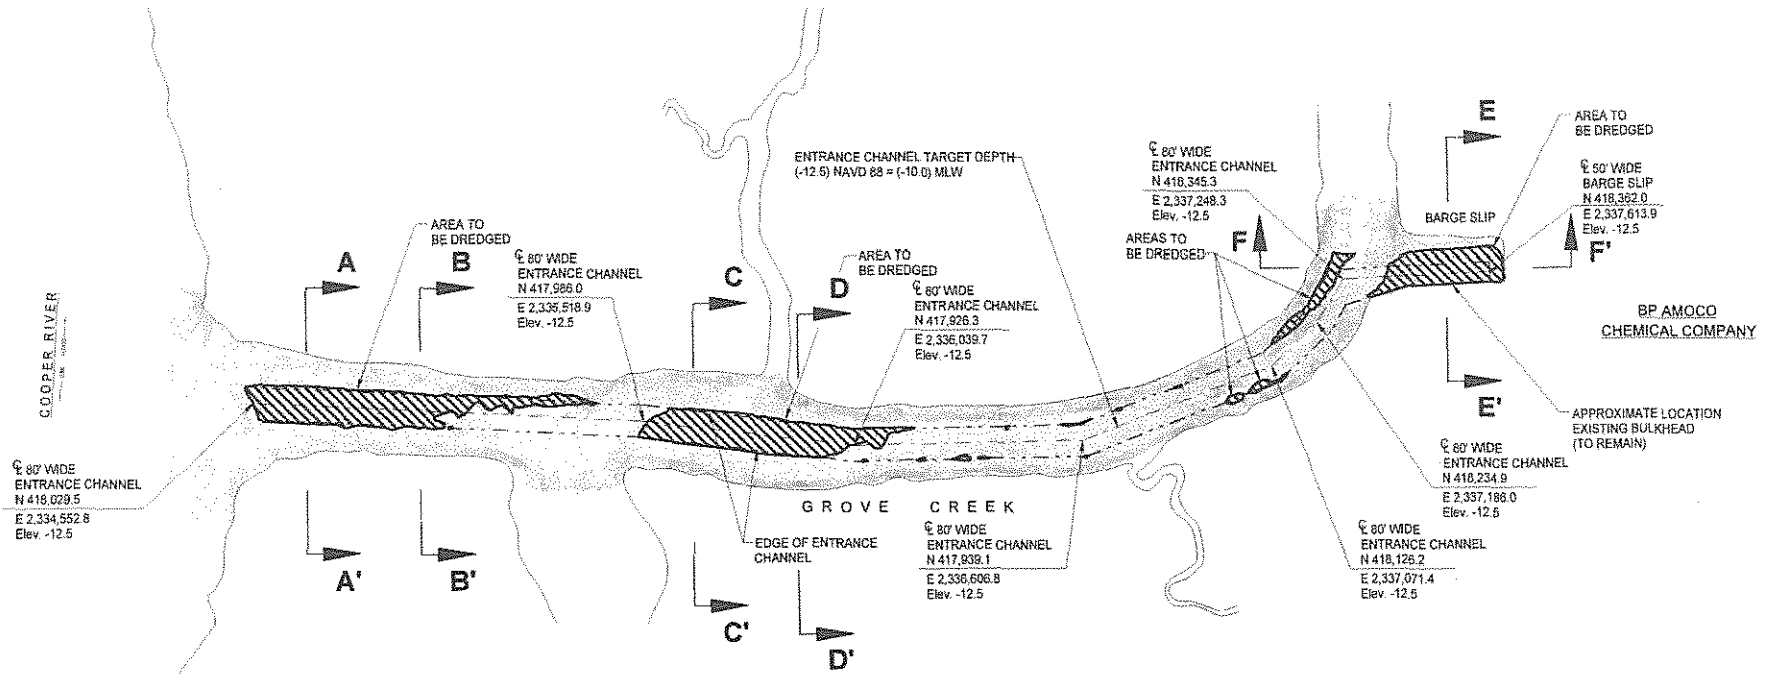 COOPER RIVER
℄ 80' WIDE
ENTRANCE CHANNEL
N 418,029.5
E 2,334,552.8
Elev. -12.5
A
B
A'
B'
AREA TO
BE DREDGED
℄ 80' WIDE
ENTRANCE CHANNEL
N 417,986.0
E 2,335,518.9
Elev. -12.5
C
D
C'
D'
AREA TO
BE DREDGED
℄ 80' WIDE
ENTRANCE CHANNEL
N 417,926.3
E 2,336,039.7
Elev. -12.5
ENTRANCE CHANNEL TARGET DEPTH
(-12.5) NAVD 88 = (-10.0) MLW
EDGE OF ENTRANCE
CHANNEL
GROVE CREEK
℄ 80' WIDE
ENTRANCE CHANNEL
N 417,939.1
E 2,336,606.8
Elev. -12.5
℄ 80' WIDE
ENTRANCE CHANNEL
N 418,345.3
E 2,337,248.3
Elev. -12.5
AREAS TO
BE DREDGED
F
F'
E
E'
BARGE SLIP
AREA TO
BE DREDGED
℄ 50' WIDE
BARGE SLIP
N 418,362.0
E 2,337,613.9
Elev. -12.5
BP AMOCO
CHEMICAL COMPANY
APPROXIMATE LOCATION
EXISTING BULKHEAD
(TO REMAIN)
℄ 80' WIDE
ENTRANCE CHANNEL
N 418,234.9
E 2,337,186.0
Elev. -12.5
℄ 80' WIDE
ENTRANCE CHANNEL
N 418,126.2
E 2,337,071.4
Elev. -12.5